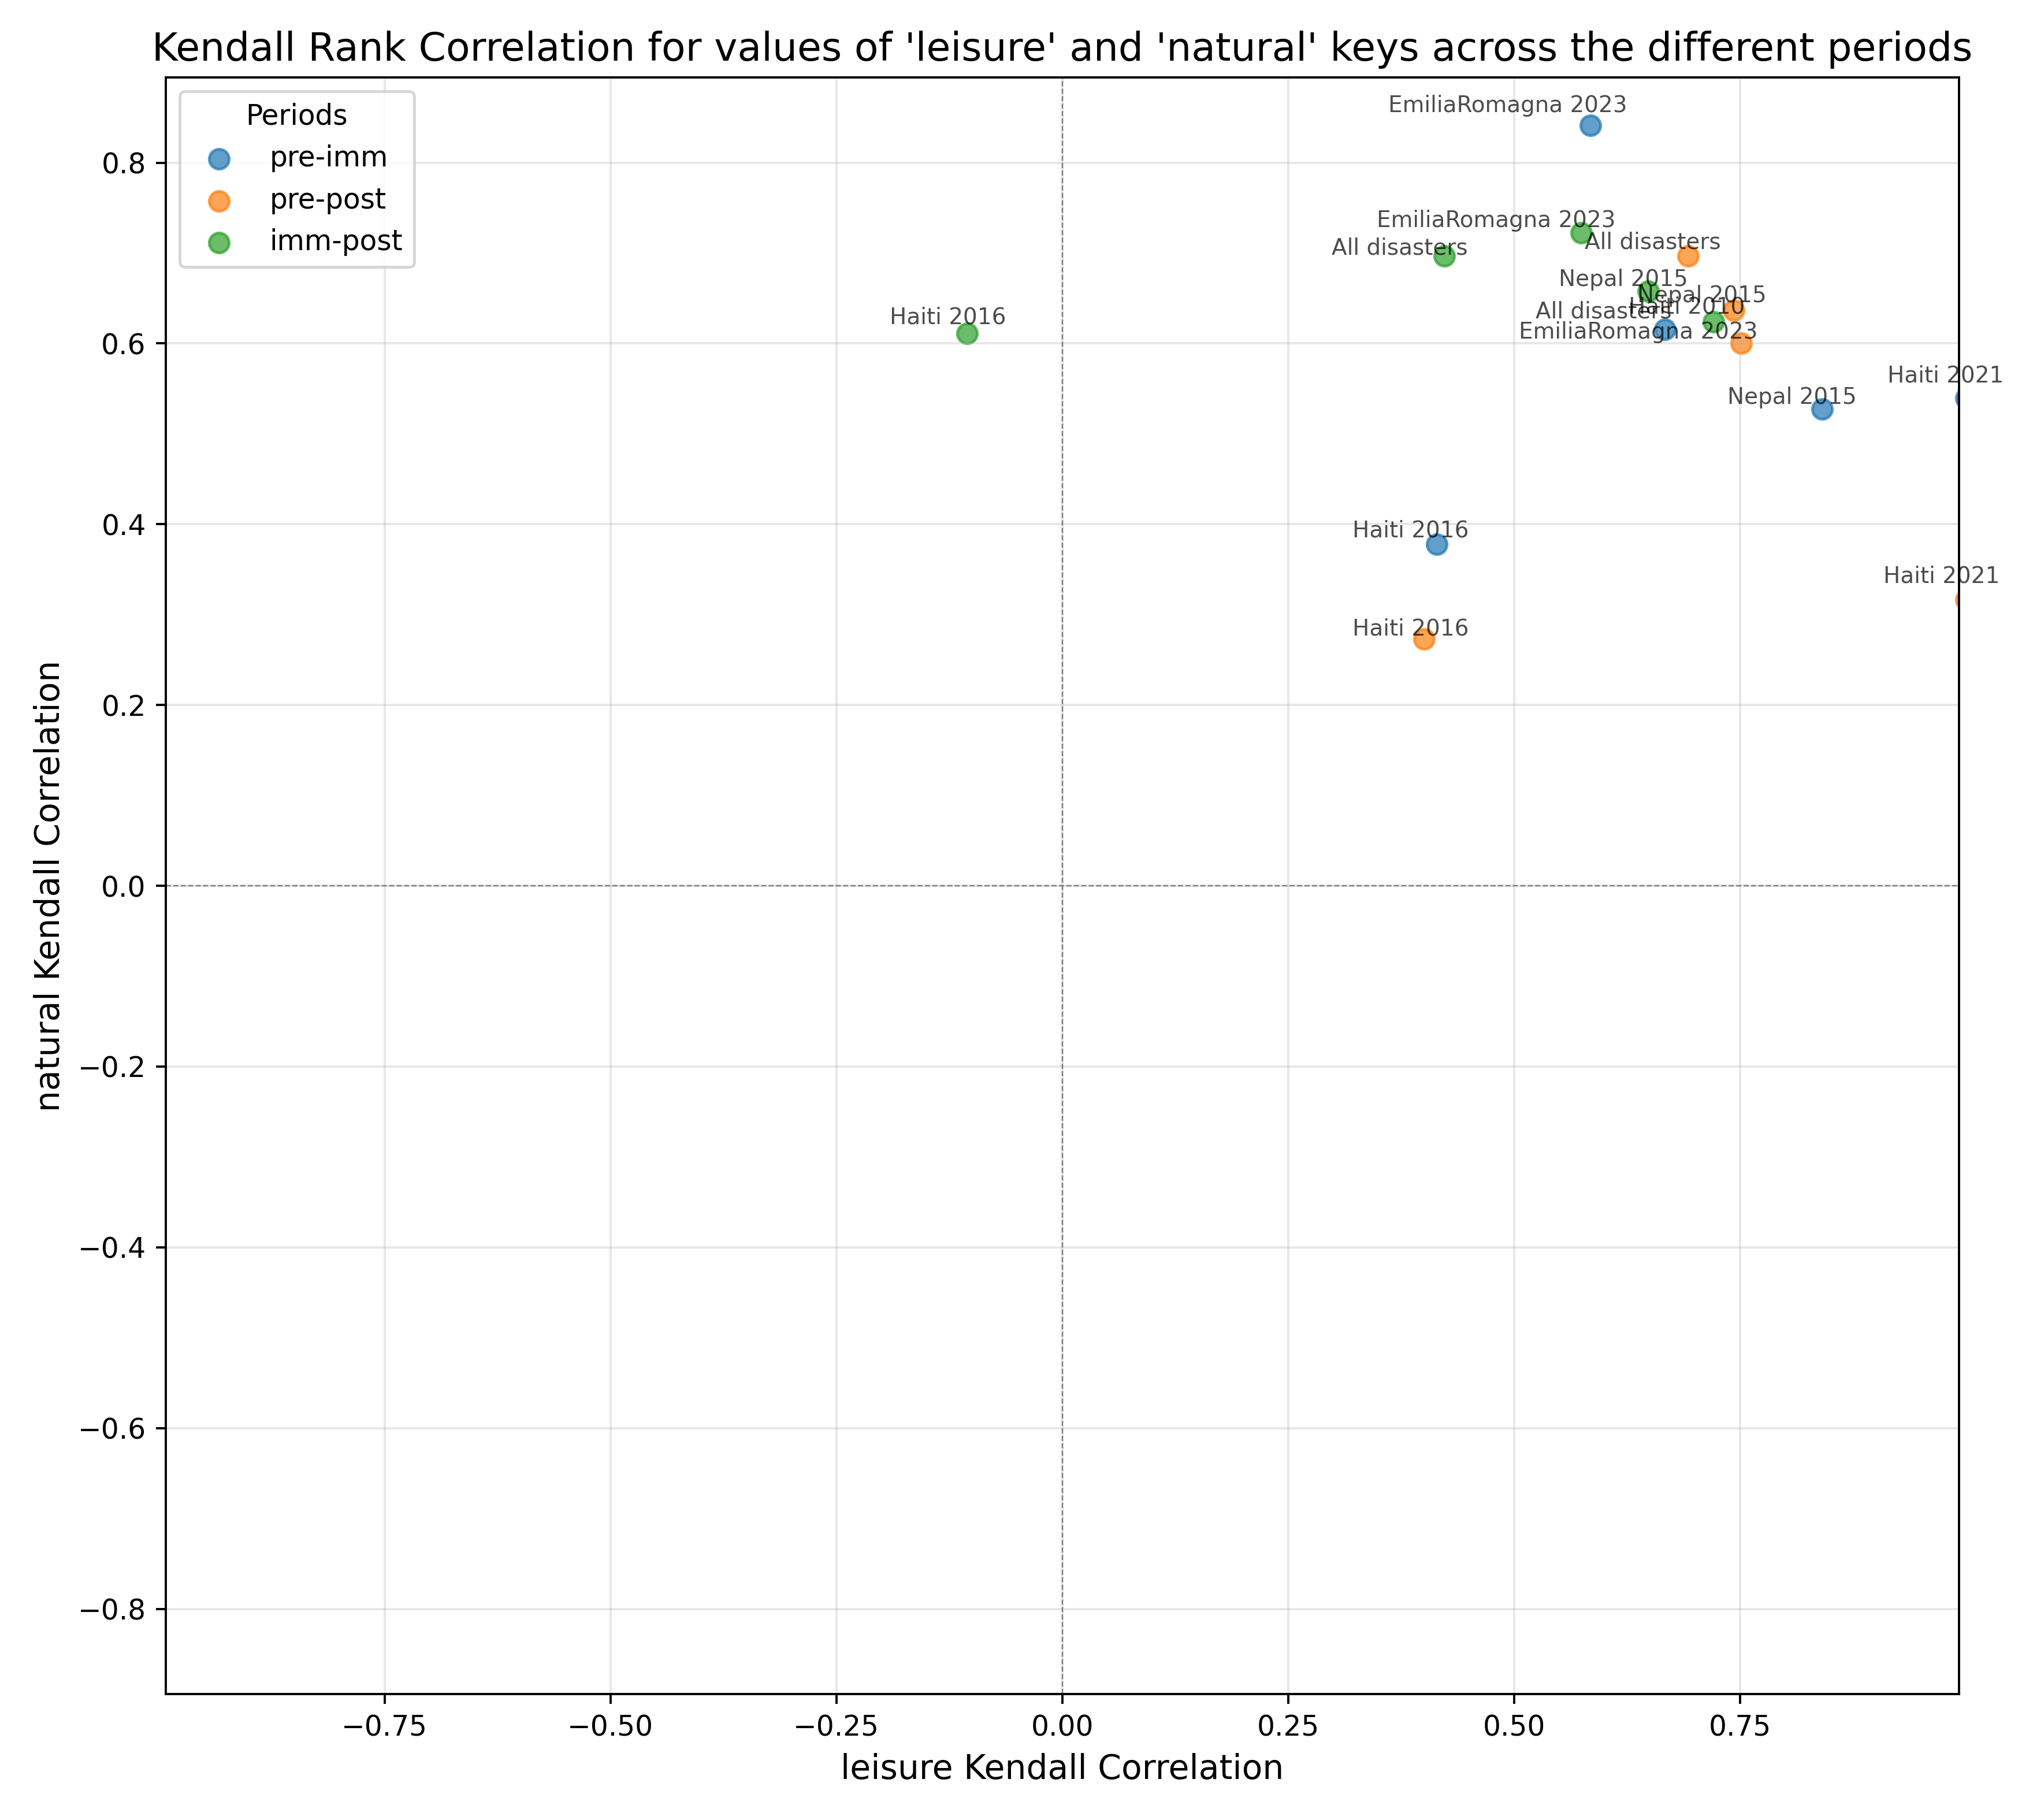 Kendall Rank Correlation for values of 'leisure' and 'natural' keys across the different periods
Periods
pre-imm
pre-post
imm-post
EmiliaRomagna 2023
EmiliaRomagna 2023
All disasters
All disasters
Nepal 2015
Nepal 2015
Haiti 2010
All disasters
EmiliaRomagna 2023
Haiti 2016
Haiti 2021
Nepal 2015
Haiti 2016
Haiti 2021
Haiti 2016
0.8
0.6
0.4
0.2
0.0
−0.2
−0.4
−0.6
−0.8
natural Kendall Correlation
−0.75
−0.50
−0.25
0.00
0.25
0.50
0.75
leisure Kendall Correlation